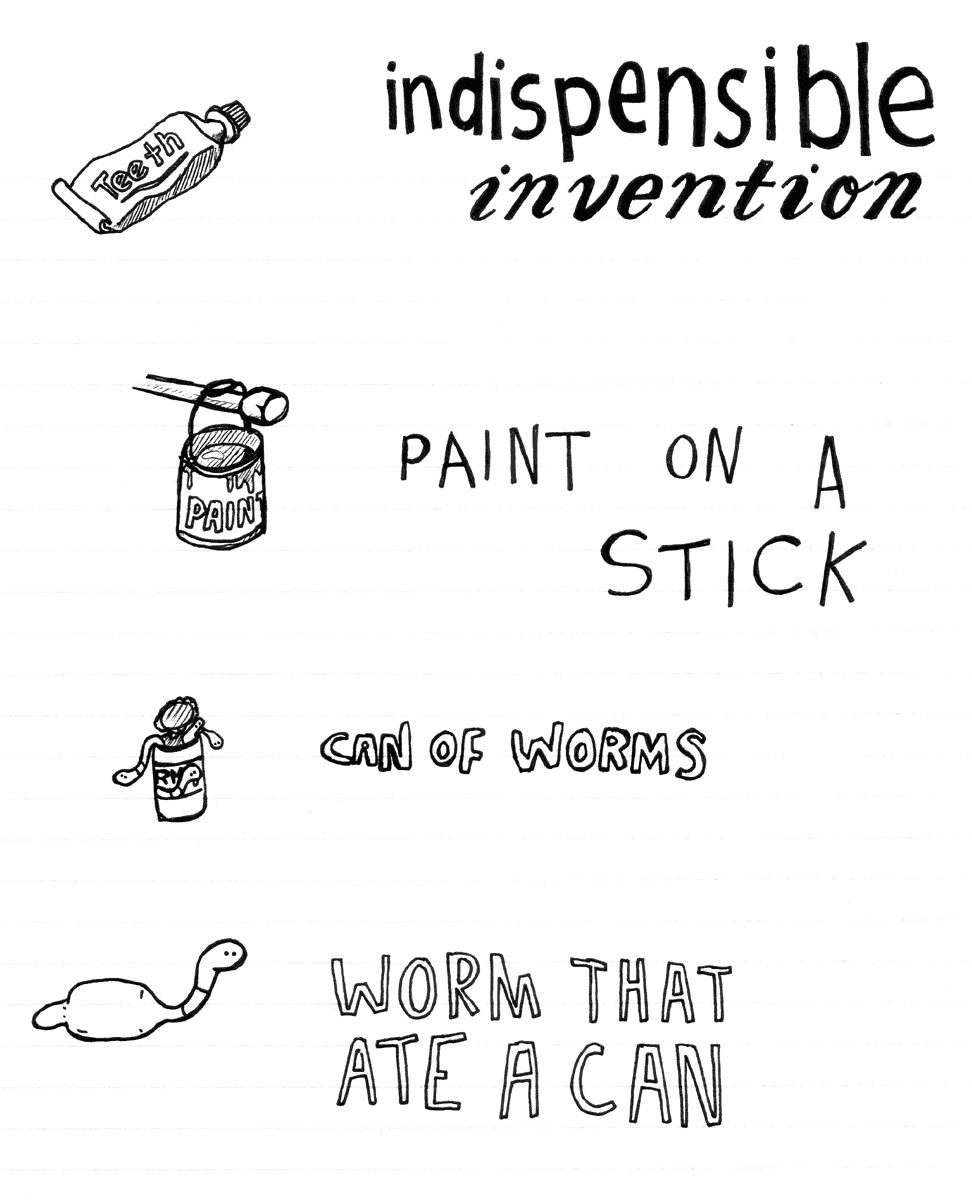 indispensible
Teeth
invention
PAINT ON A
PAINT
STICK
CAN OF WORMS
WORM THAT
ATE A CAN